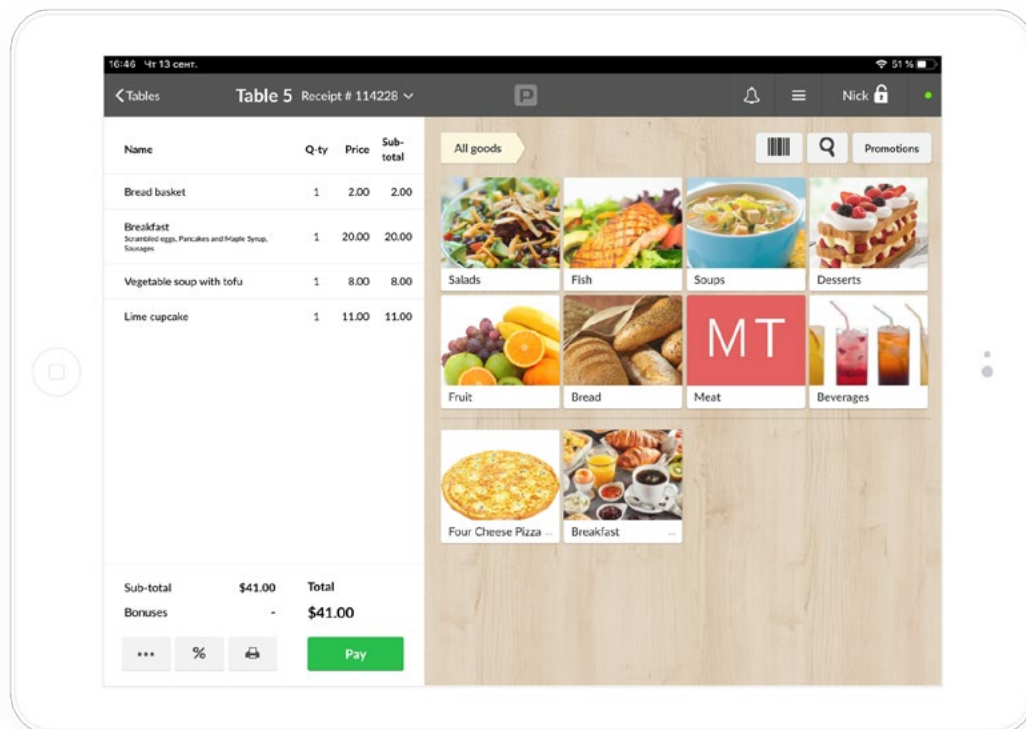 16:46 Чт 13 сент.
51 %
Tables
Table 5 Receipt # 114228
P
Nick
Name Q-ty Price Sub-
total
Bread basket 1 2.00 2.00
Breakfast 1 20.00 20.00
Scrambled eggs, Pancakes and Maple Syrup,
Sausages
Vegetable soup with tofu 1 8.00 8.00
Lime cupcake 1 11.00 11.00
Sub-total $41.00
Bonuses -
Total
$41.00
... %
Pay
All goods
Promotions
Salads
Fish
Soups
Desserts
MT
Fruit
Bread
Meat
Beverages
Four Cheese Pizza ...
Breakfast ...